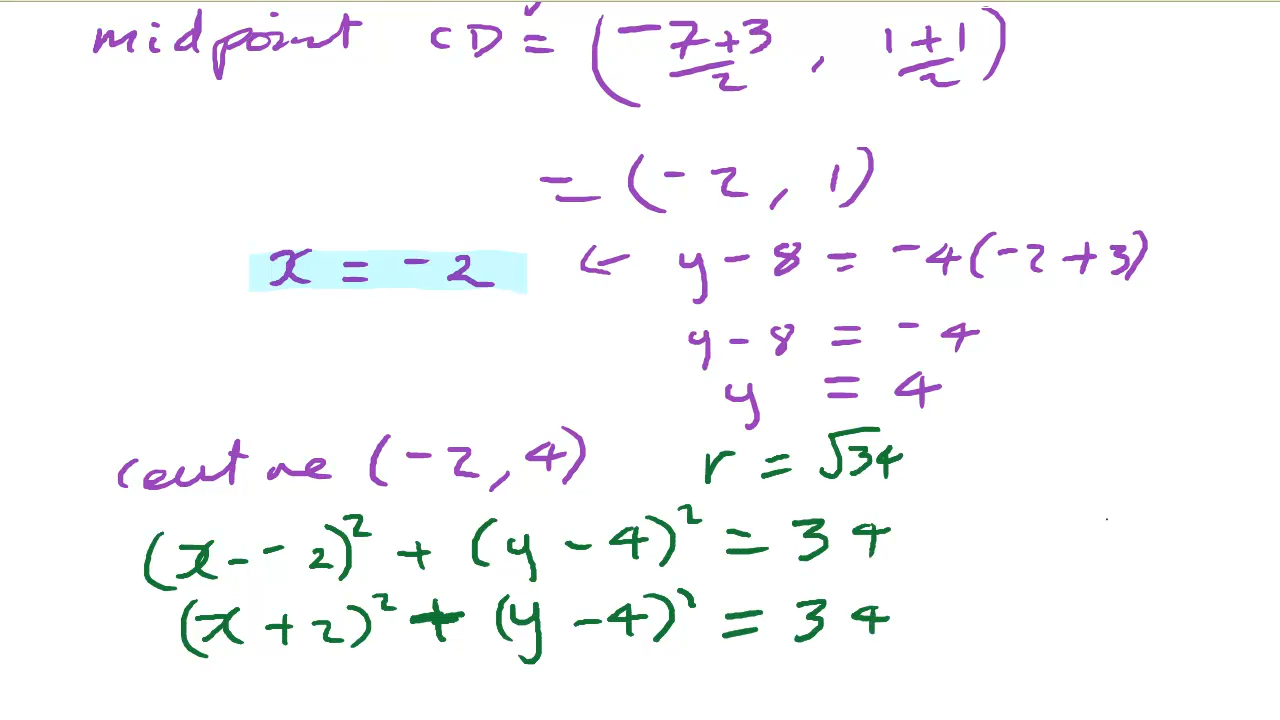 midpoint CD = (-7+3/2, 1+1/2)
= (-2, 1)
x = -2 ← y - 8 = -4(-2+3)
y - 8 = -4
y = 4
centre (-2, 4) r = √34
(x - -2)² + (y - 4)² = 34
(x + 2)² + (y - 4)² = 34